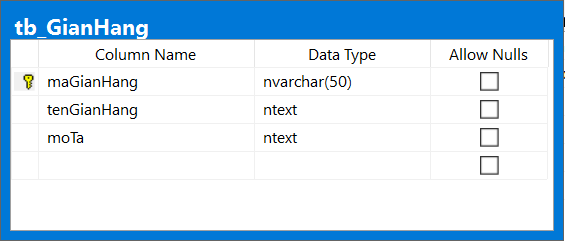 tb_GianHang
Column Name Data Type Allow Nulls
maGianHang nvarchar(50)
tenGianHang ntext
moTa ntext